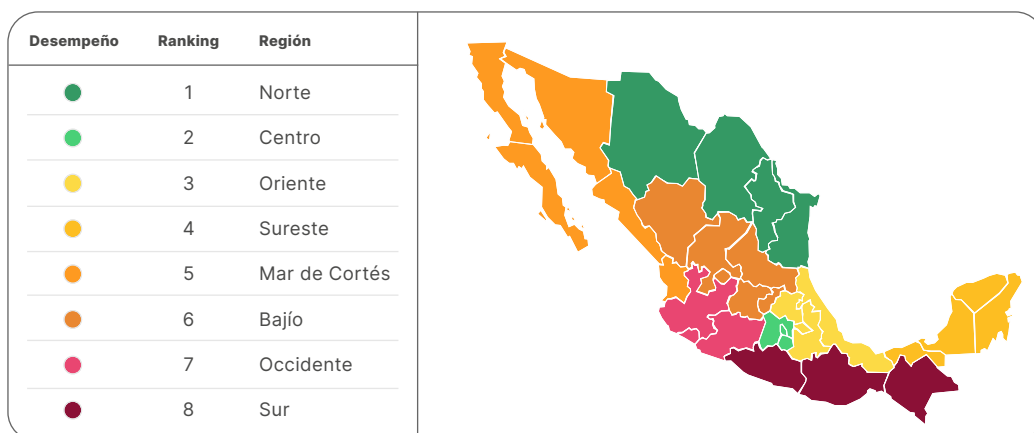 Desempeño Ranking Región
1 Norte
2 Centro
3 Oriente
4 Sureste
5 Mar de Cortés
6 Bajío
7 Occidente
8 Sur